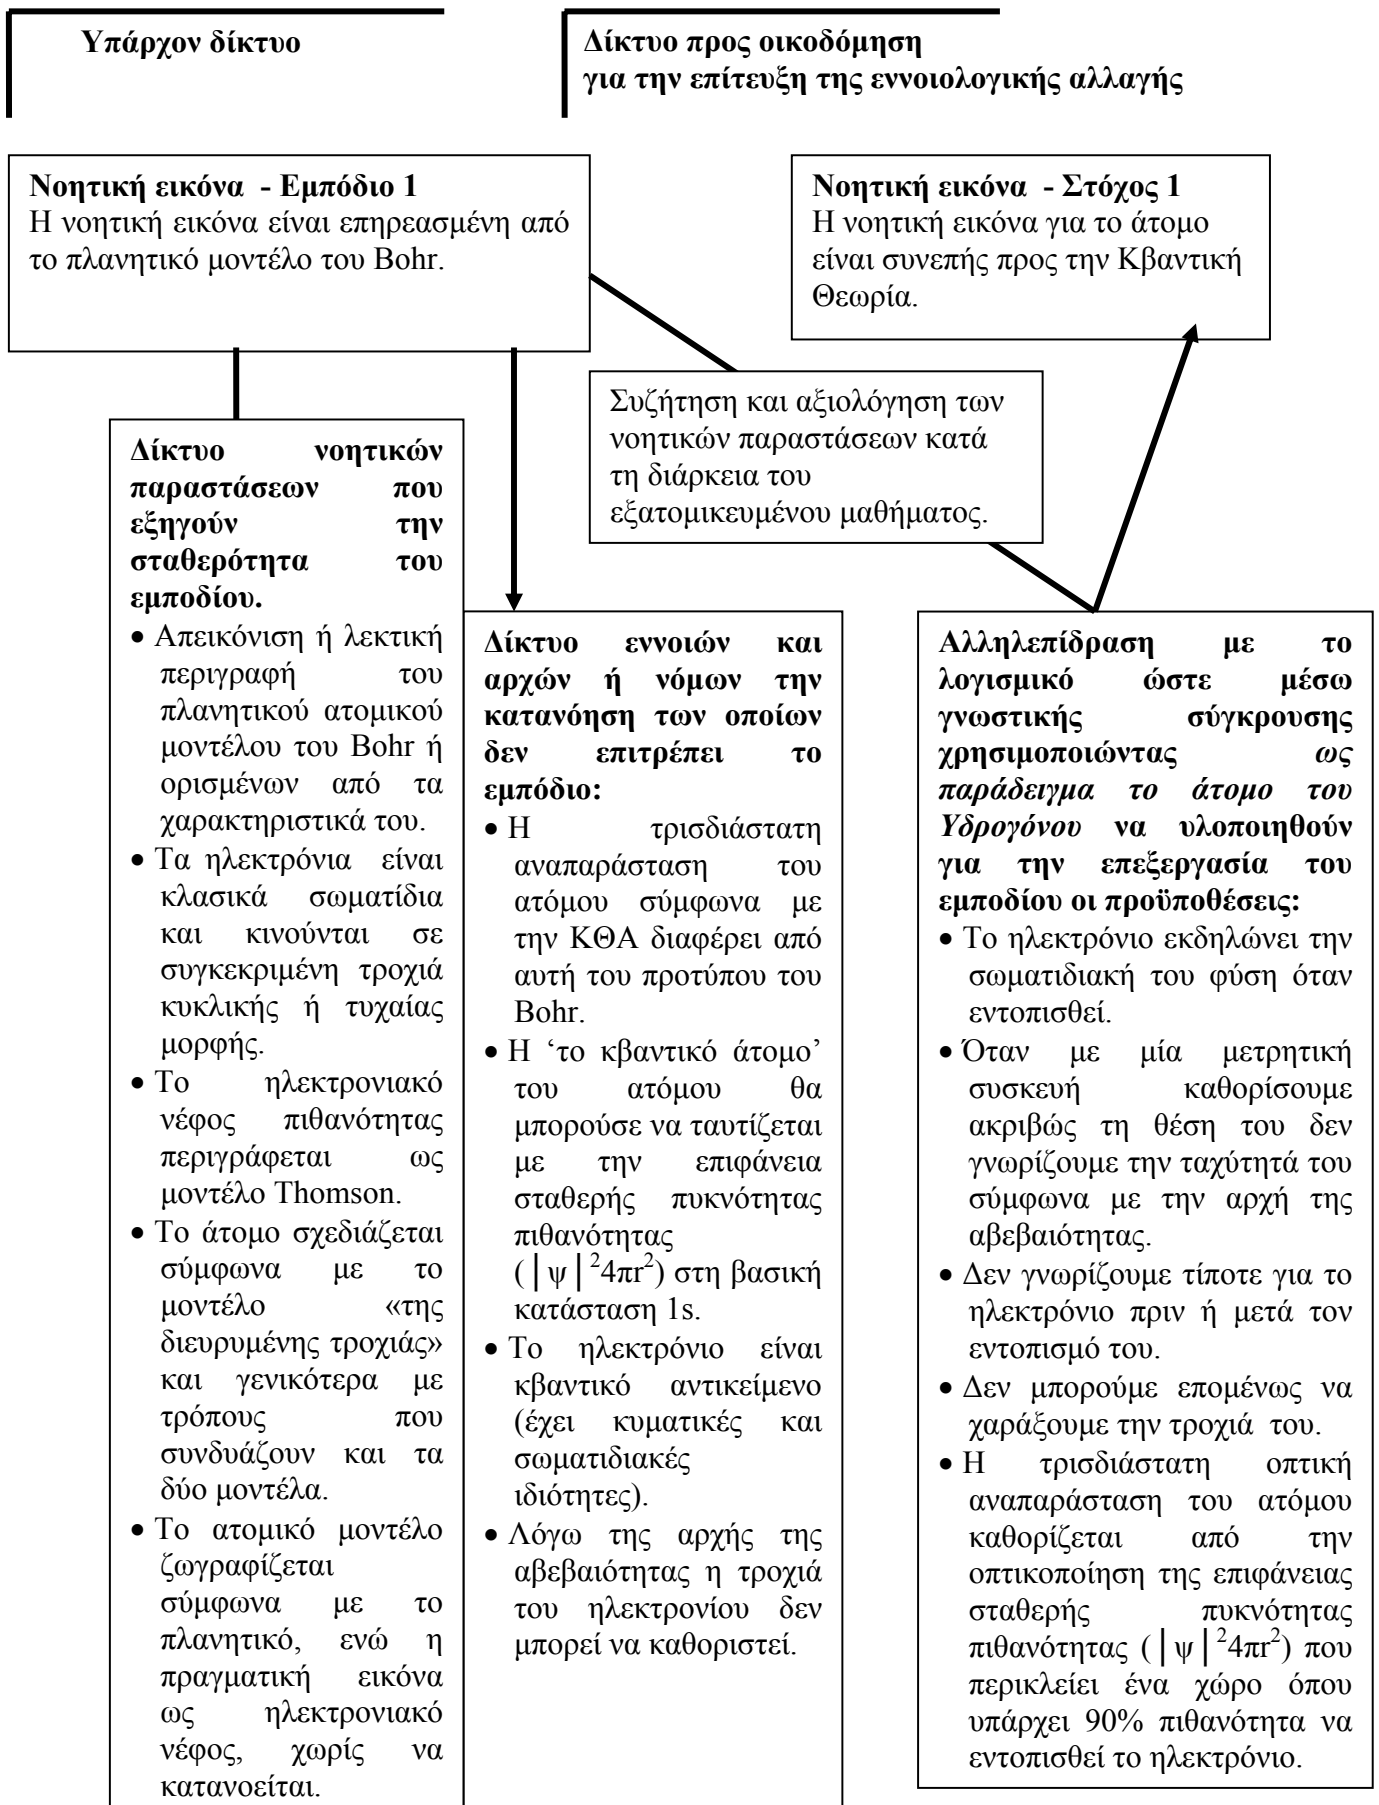 Υπάρχον δίκτυο
Δίκτυο προς οικοδόμηση
για την επίτευξη της εννοιολογικής αλλαγής
Νοητική εικόνα - Εμπόδιο 1
Η νοητική εικόνα είναι επηρεασμένη από
το πλανητικό μοντέλο του Bohr.
Νοητική εικόνα - Στόχος 1
Η νοητική εικόνα για το άτομο
είναι συνεπής προς την Κβαντική
Θεωρία.
Συζήτηση και αξιολόγηση των
νοητικών παραστάσεων κατά
τη διάρκεια του
εξατομικευμένου μαθήματος.
Δίκτυο νοητικών
παραστάσεων που
εξηγούν την
σταθερότητα του
εμποδίου.
• Απεικόνιση ή λεκτική
περιγραφή του
πλανητικού ατομικού
μοντέλου του Bohr ή
ορισμένων από τα
χαρακτηριστικά του.
• Τα ηλεκτρόνια είναι
κλασικά σωματίδια
και κινούνται σε
συγκεκριμένη τροχιά
κυκλικής ή τυχαίας
μορφής.
• Το ηλεκτρονιακό
νέφος πιθανότητας
περιγράφεται ως
μοντέλο Thomson.
• Το άτομο σχεδιάζεται
σύμφωνα με το
μοντέλο «της
διευρυμένης τροχιάς»
και γενικότερα με
τρόπους που
συνδυάζουν και τα
δύο μοντέλα.
• Το ατομικό μοντέλο
ζωγραφίζεται
σύμφωνα με το
πλανητικό, ενώ η
πραγματική εικόνα
ως ηλεκτρονιακό
νέφος, χωρίς να
κατανοείται.
Δίκτυο εννοιών και
αρχών ή νόμων την
κατανόηση των οποίων
δεν επιτρέπει το
εμπόδιο:
• Η τρισδιάστατη
αναπαράσταση του
ατόμου σύμφωνα με
την ΚΘΑ διαφέρει από
αυτή του προτύπου του
Bohr.
• Η ‘το κβαντικό άτομο’
του ατόμου θα
μπορούσε να ταυτίζεται
με την επιφάνεια
σταθερής πυκνότητας
πιθανότητας
(|ψ|²4πr²) στη βασική
κατάσταση 1s.
• Το ηλεκτρόνιο είναι
κβαντικό αντικείμενο
(έχει κυματικές και
σωματιδιακές
ιδιότητες).
• Λόγω της αρχής της
αβεβαιότητας η τροχιά
του ηλεκτρονίου δεν
μπορεί να καθοριστεί.
Αλληλεπίδραση με το
λογισμικό ώστε μέσω
γνωστικής σύγκρουσης
χρησιμοποιώντας ως
παράδειγμα το άτομο του
Υδρογόνου να υλοποιηθούν
για την επεξεργασία του
εμποδίου οι προϋποθέσεις:
• Το ηλεκτρόνιο εκδηλώνει την
σωματιδιακή του φύση όταν
εντοπισθεί.
• Όταν με μία μετρητική
συσκευή καθορίσουμε
ακριβώς τη θέση του δεν
γνωρίζουμε την ταχύτητά του
σύμφωνα με την αρχή της
αβεβαιότητας.
• Δεν γνωρίζουμε τίποτε για το
ηλεκτρόνιο πριν ή μετά τον
εντοπισμό του.
• Δεν μπορούμε επομένως να
χαράξουμε την τροχιά του.
• Η τρισδιάστατη οπτική
αναπαράσταση του ατόμου
καθορίζεται από την
οπτικοποίηση της επιφάνειας
σταθερής πυκνότητας
πιθανότητας (|ψ|²4πr²) που
περικλείει ένα χώρο όπου
υπάρχει 90% πιθανότητα να
εντοπισθεί το ηλεκτρόνιο.